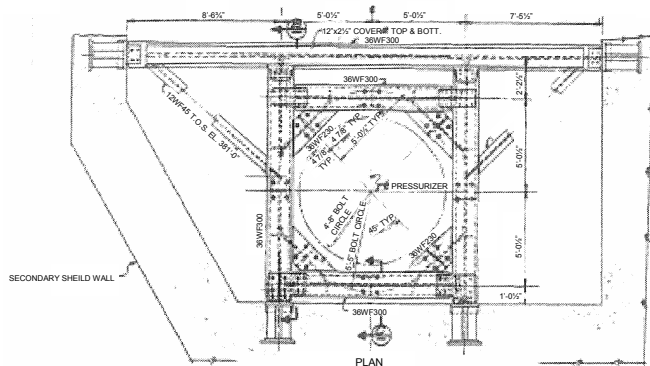 8'-6¾"
5'-0½"
5'-0½"
7'-5½"
12"x2½" COVER'R TOP & BOTT.
36WF300
36WF300
12WF45 T.O.S. EL. 381'-0"
36WF230
4 7/8" TYP.
4 7/8" TYP.
5'-0½" TYP.
2'-2½"
5'-0½"
PRESSURIZER
4'-8" BOLT CIRCLE
5'-5" BOLT CIRCLE
45° TYP.
36WF230
36WF300
5'-0½"
SECONDARY SHEILD WALL
1'-0½"
36WF300
PLAN